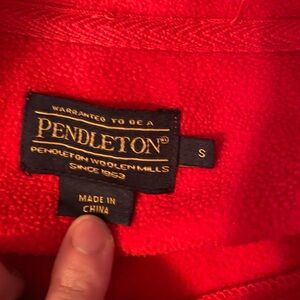 WARRANTED TO BE A
PENDLETON®
PENDLETON WOOLEN MILLS
SINCE 1863
S
MADE IN
CHINA